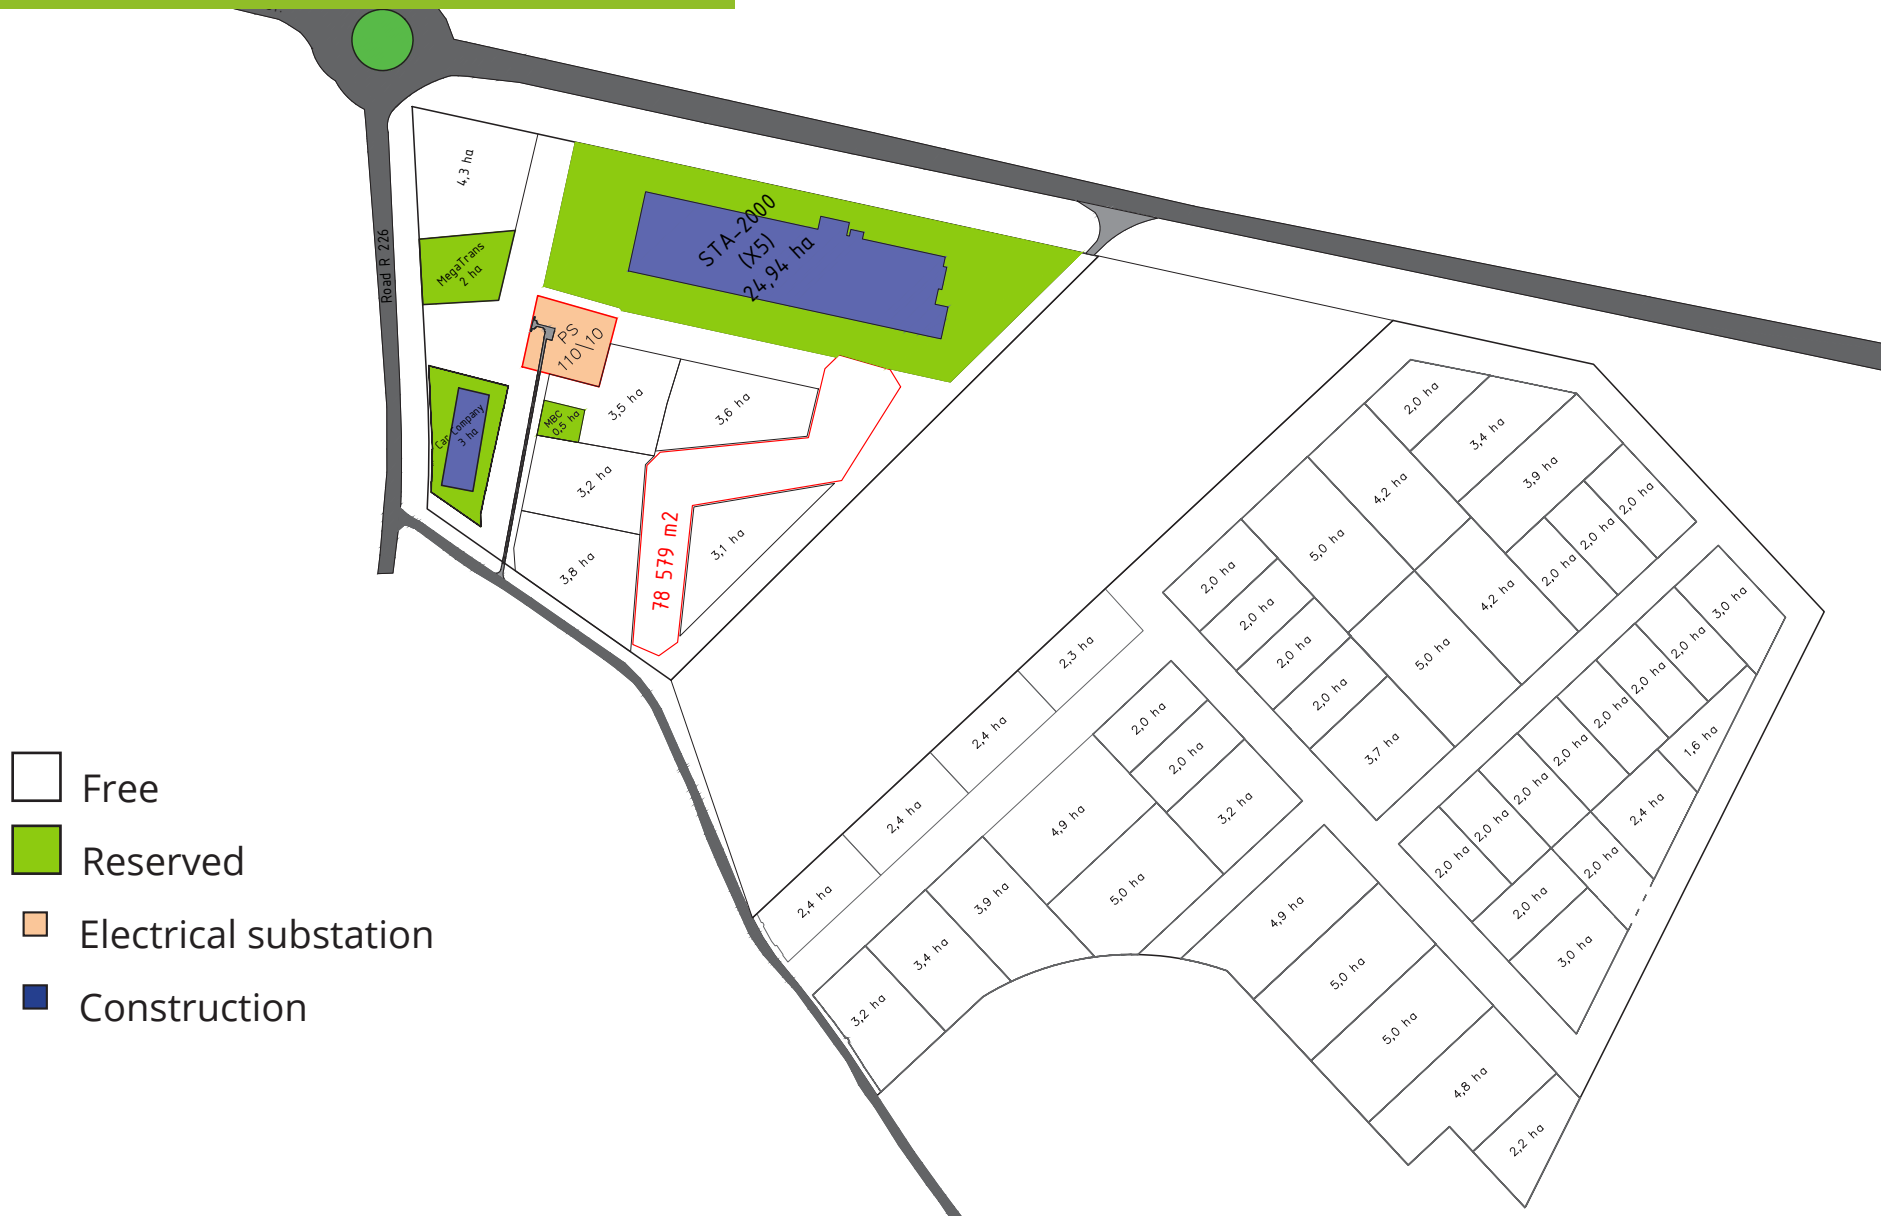 4,3 ha
Road R 226
MegaTrans
2 ha
STA-2000
(X5)
24,94 ha
PS
110\10
Car Company
3 ha
MBC
0,5 ha
3,5 ha
3,6 ha
3,2 ha
3,8 ha
78 579 m2
3,1 ha
2,0 ha
3,4 ha
3,9 ha
4,2 ha
2,0 ha
2,0 ha
2,0 ha
5,0 ha
4,2 ha
2,0 ha
2,0 ha
2,0 ha
2,0 ha
5,0 ha
3,7 ha
2,3 ha
2,4 ha
2,4 ha
2,4 ha
2,0 ha
2,0 ha
3,2 ha
4,9 ha
5,0 ha
3,9 ha
3,4 ha
3,2 ha
3,0 ha
2,0 ha
2,0 ha
2,0 ha
2,0 ha
2,0 ha
2,0 ha
2,0 ha
1,6 ha
2,4 ha
2,0 ha
2,0 ha
3,0 ha
4,9 ha
5,0 ha
5,0 ha
4,8 ha
2,2 ha
Free
Reserved
Electrical substation
Construction